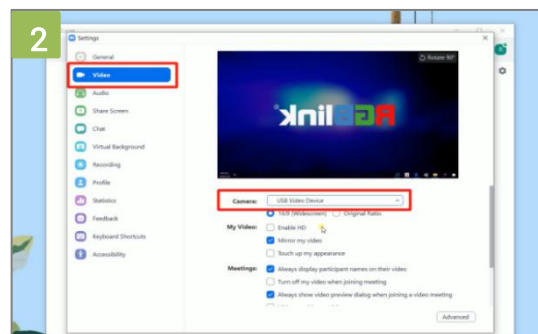 2
Settings
General
Video
Audio
Share Screen
Chat
Virtual Background
Recording
Profile
Statistics
Feedback
Keyboard Shortcuts
Accessibility
Rotate 90°
RGBlink
Camera: USB Video Device
16:9 (Widescreen) Original Ratio
My Video: Enable HD
Mirror my video
Touch up my appearance
Meetings: Always display participant names on their video
Turn off my video when joining meeting
Always show video preview dialog when joining a video meeting
Advanced